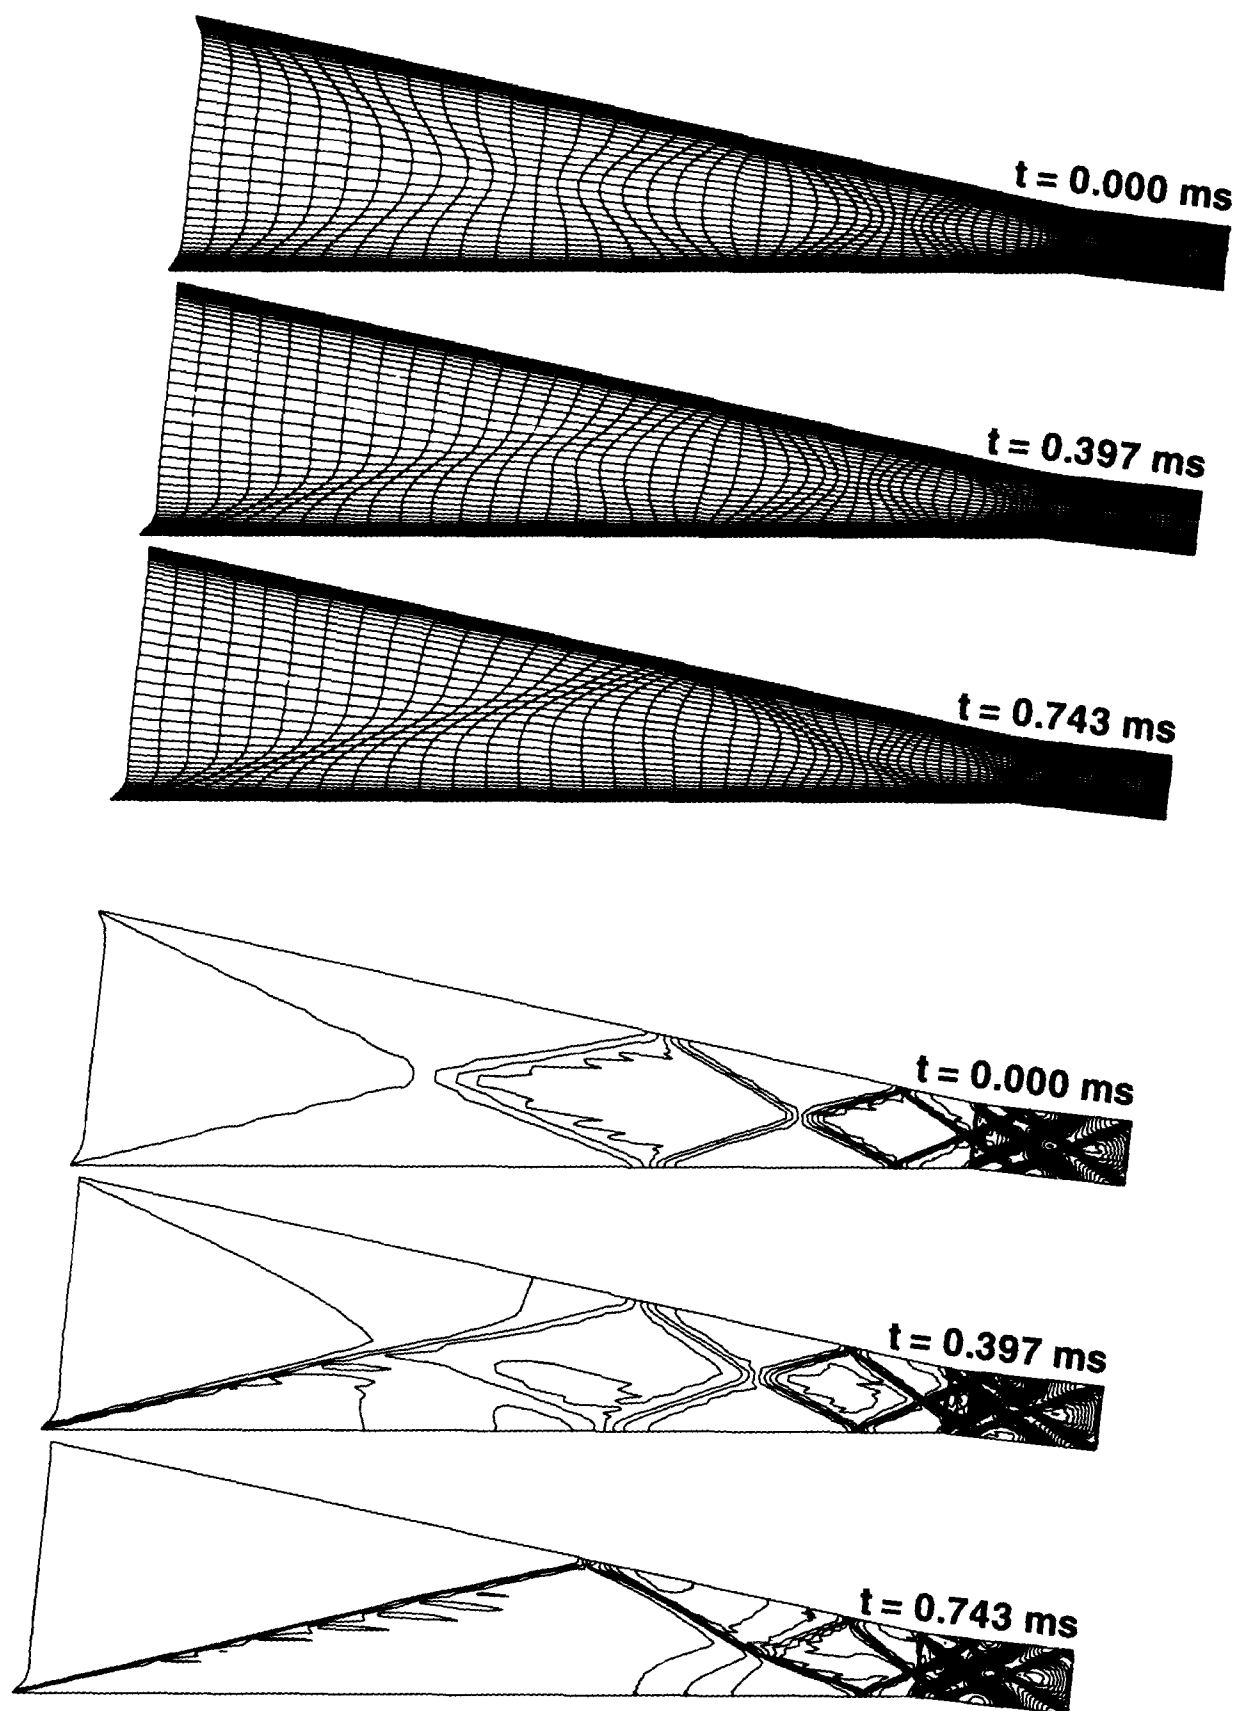 t = 0.000 ms
t = 0.397 ms
t = 0.743 ms
t = 0.000 ms
t = 0.397 ms
t = 0.743 ms